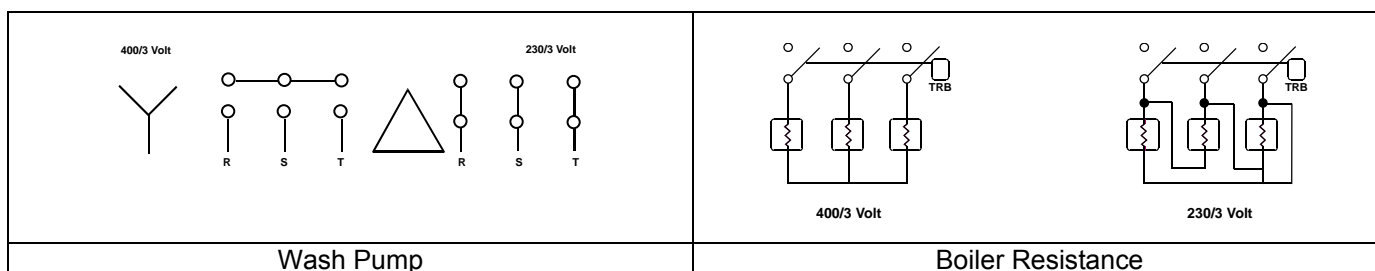 400/3 Volt
230/3 Volt
R S T
R S T
Wash Pump
TRB
TRB
400/3 Volt
230/3 Volt
Boiler Resistance